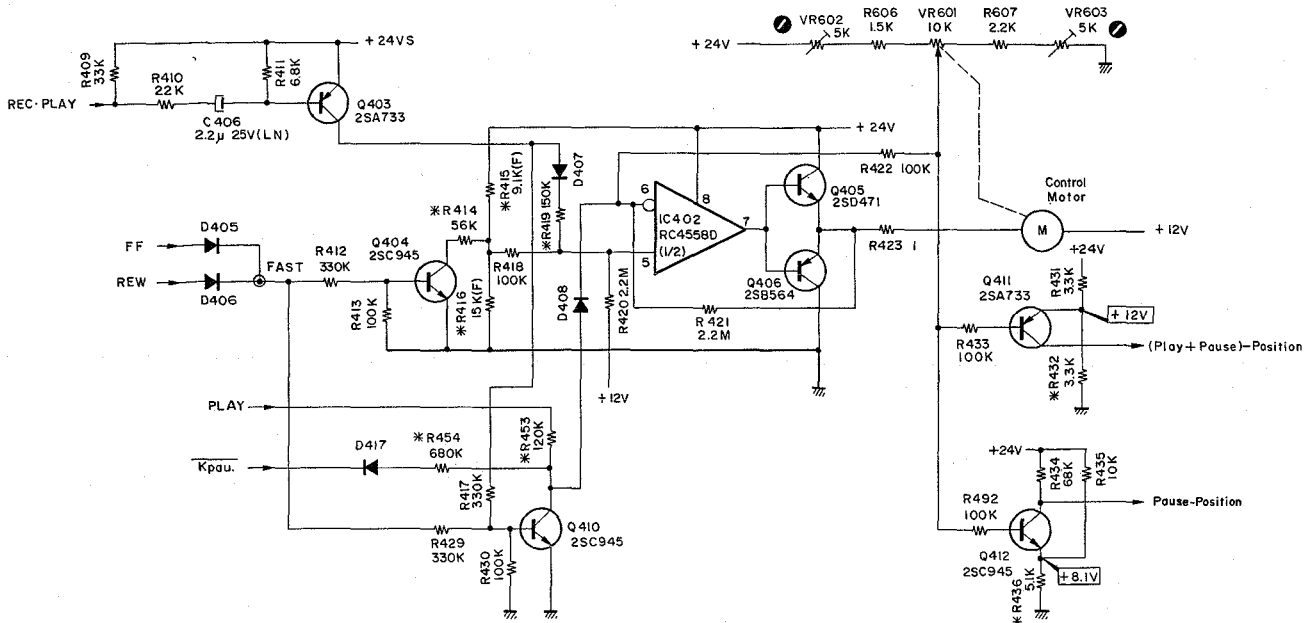 VR602
5K
R606
1.5K
VR601
10K
R607
2.2K
VR603
5K
+24V
+24VS
R409
33K
R410
22K
R411
6.8K
REC·PLAY
C406
2.2µ 25V(LN)
Q403
2SA733
+24V
R422 100K
*R415
9.1K(F)
D407
*R419 150K
6
8
IC402
RC4558D
(1/2)
7
5
Q405
2SD471
Q406
2SB564
R423 1
Control
Motor
M
+12V
D405
FF
REW
D406
FAST
R412
330K
R413
100K
Q404
2SC945
*R414
56K
*R416
15K(F)
R418
100K
D408
R420 2.2M
R421
2.2M
+12V
+24V
Q411
2SA733
R431
3.3K
+12V
R433
100K
(Play+Pause)-Position
*R432
3.3K
PLAY
*R453
120K
D417
*R454
680K
Kpau.
R417
330K
R429
330K
R430
100K
Q410
2SC945
+24V
R434
68K
R435
10K
R492
100K
Pause-Position
Q412
2SC945
+8.1V
*R436
5.1K